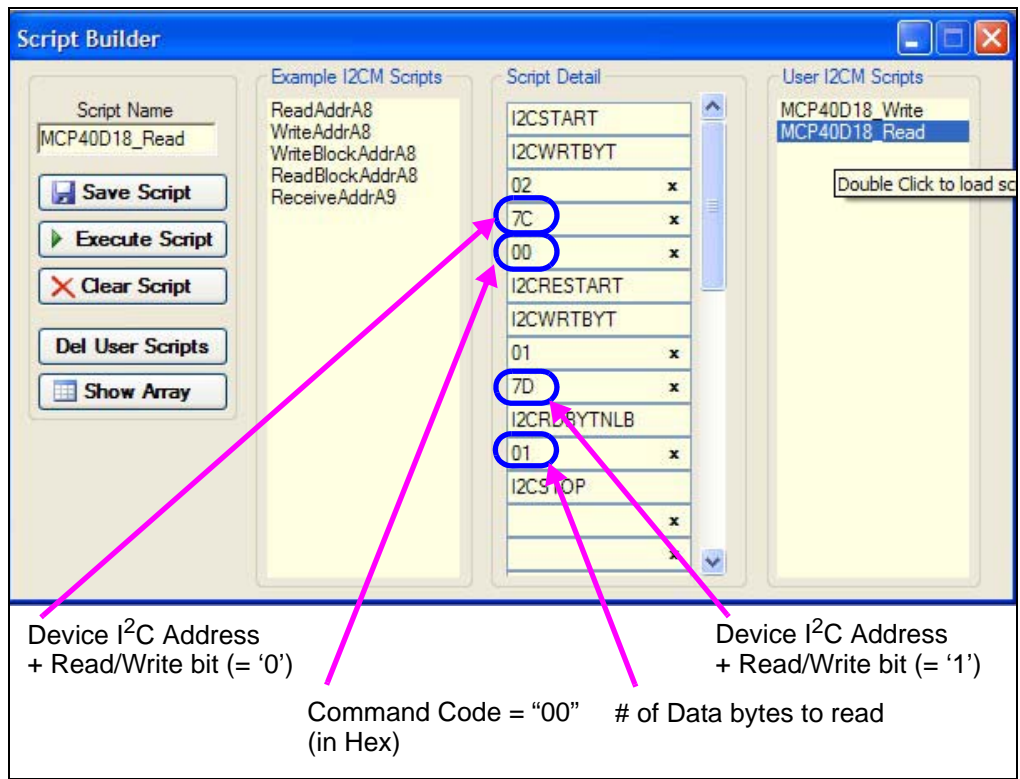 Script Builder
Script Name
MCP40D18_Read
Save Script
Execute Script
Clear Script
Del User Scripts
Show Array
Example I2CM Scripts
ReadAddrA8
WriteAddrA8
WriteBlockAddrA8
ReadBlockAddrA8
ReceiveAddrA9
Script Detail
I2CSTART
I2CWRTBYT
02 x
7C x
00 x
I2CRESTART
I2CWRTBYT
01 x
7D x
I2CRDBYTNLB
01 x
I2CSTOP
x
x
User I2CM Scripts
MCP40D18_Write
MCP40D18_Read
Double Click to load sc
Device I²C Address
+ Read/Write bit (= ‘0’)
Command Code = “00”
(in Hex)
# of Data bytes to read
Device I²C Address
+ Read/Write bit (= ‘1’)